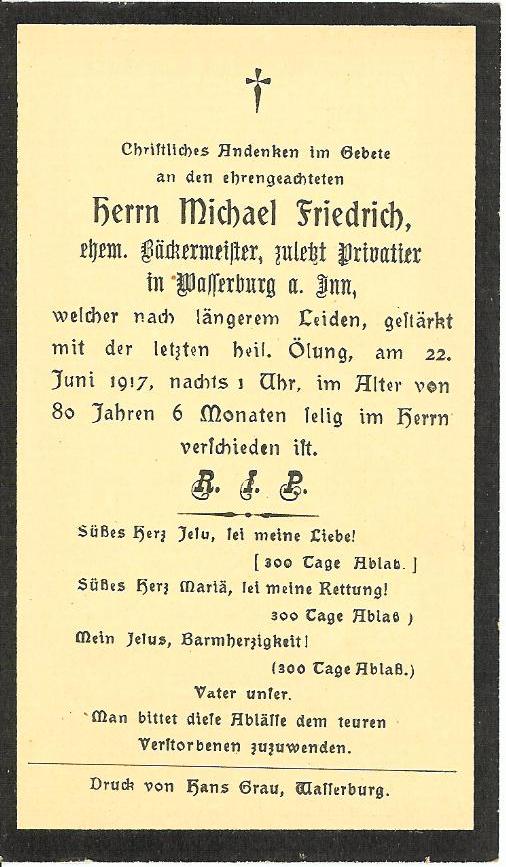 Christliches Andenken im Gebete
an den ehrengeachteten
Herrn Michael Friedrich,
ehem. Bäckermeister, zuletzt Privatier
in Wasserburg a. Inn,
welcher nach längerem Leiden, gestärkt
mit der letzten heil. Ölung, am 22.
Juni 1917, nachts 1 Uhr, im Alter von
80 Jahren 6 Monaten selig im Herrn
verschieden ist.
R. I. P.
Süßes Herz Jesu, sei meine Liebe!
[300 Tage Ablaß.]
Süßes Herz Mariä, sei meine Rettung!
300 Tage Ablaß)
Mein Jesus, Barmherzigkeit!
(300 Tage Ablaß.)
Vater unser.
Man bittet diese Ablässe dem teuren
Verstorbenen zuzuwenden.
Druck von Hans Grau, Wasserburg.